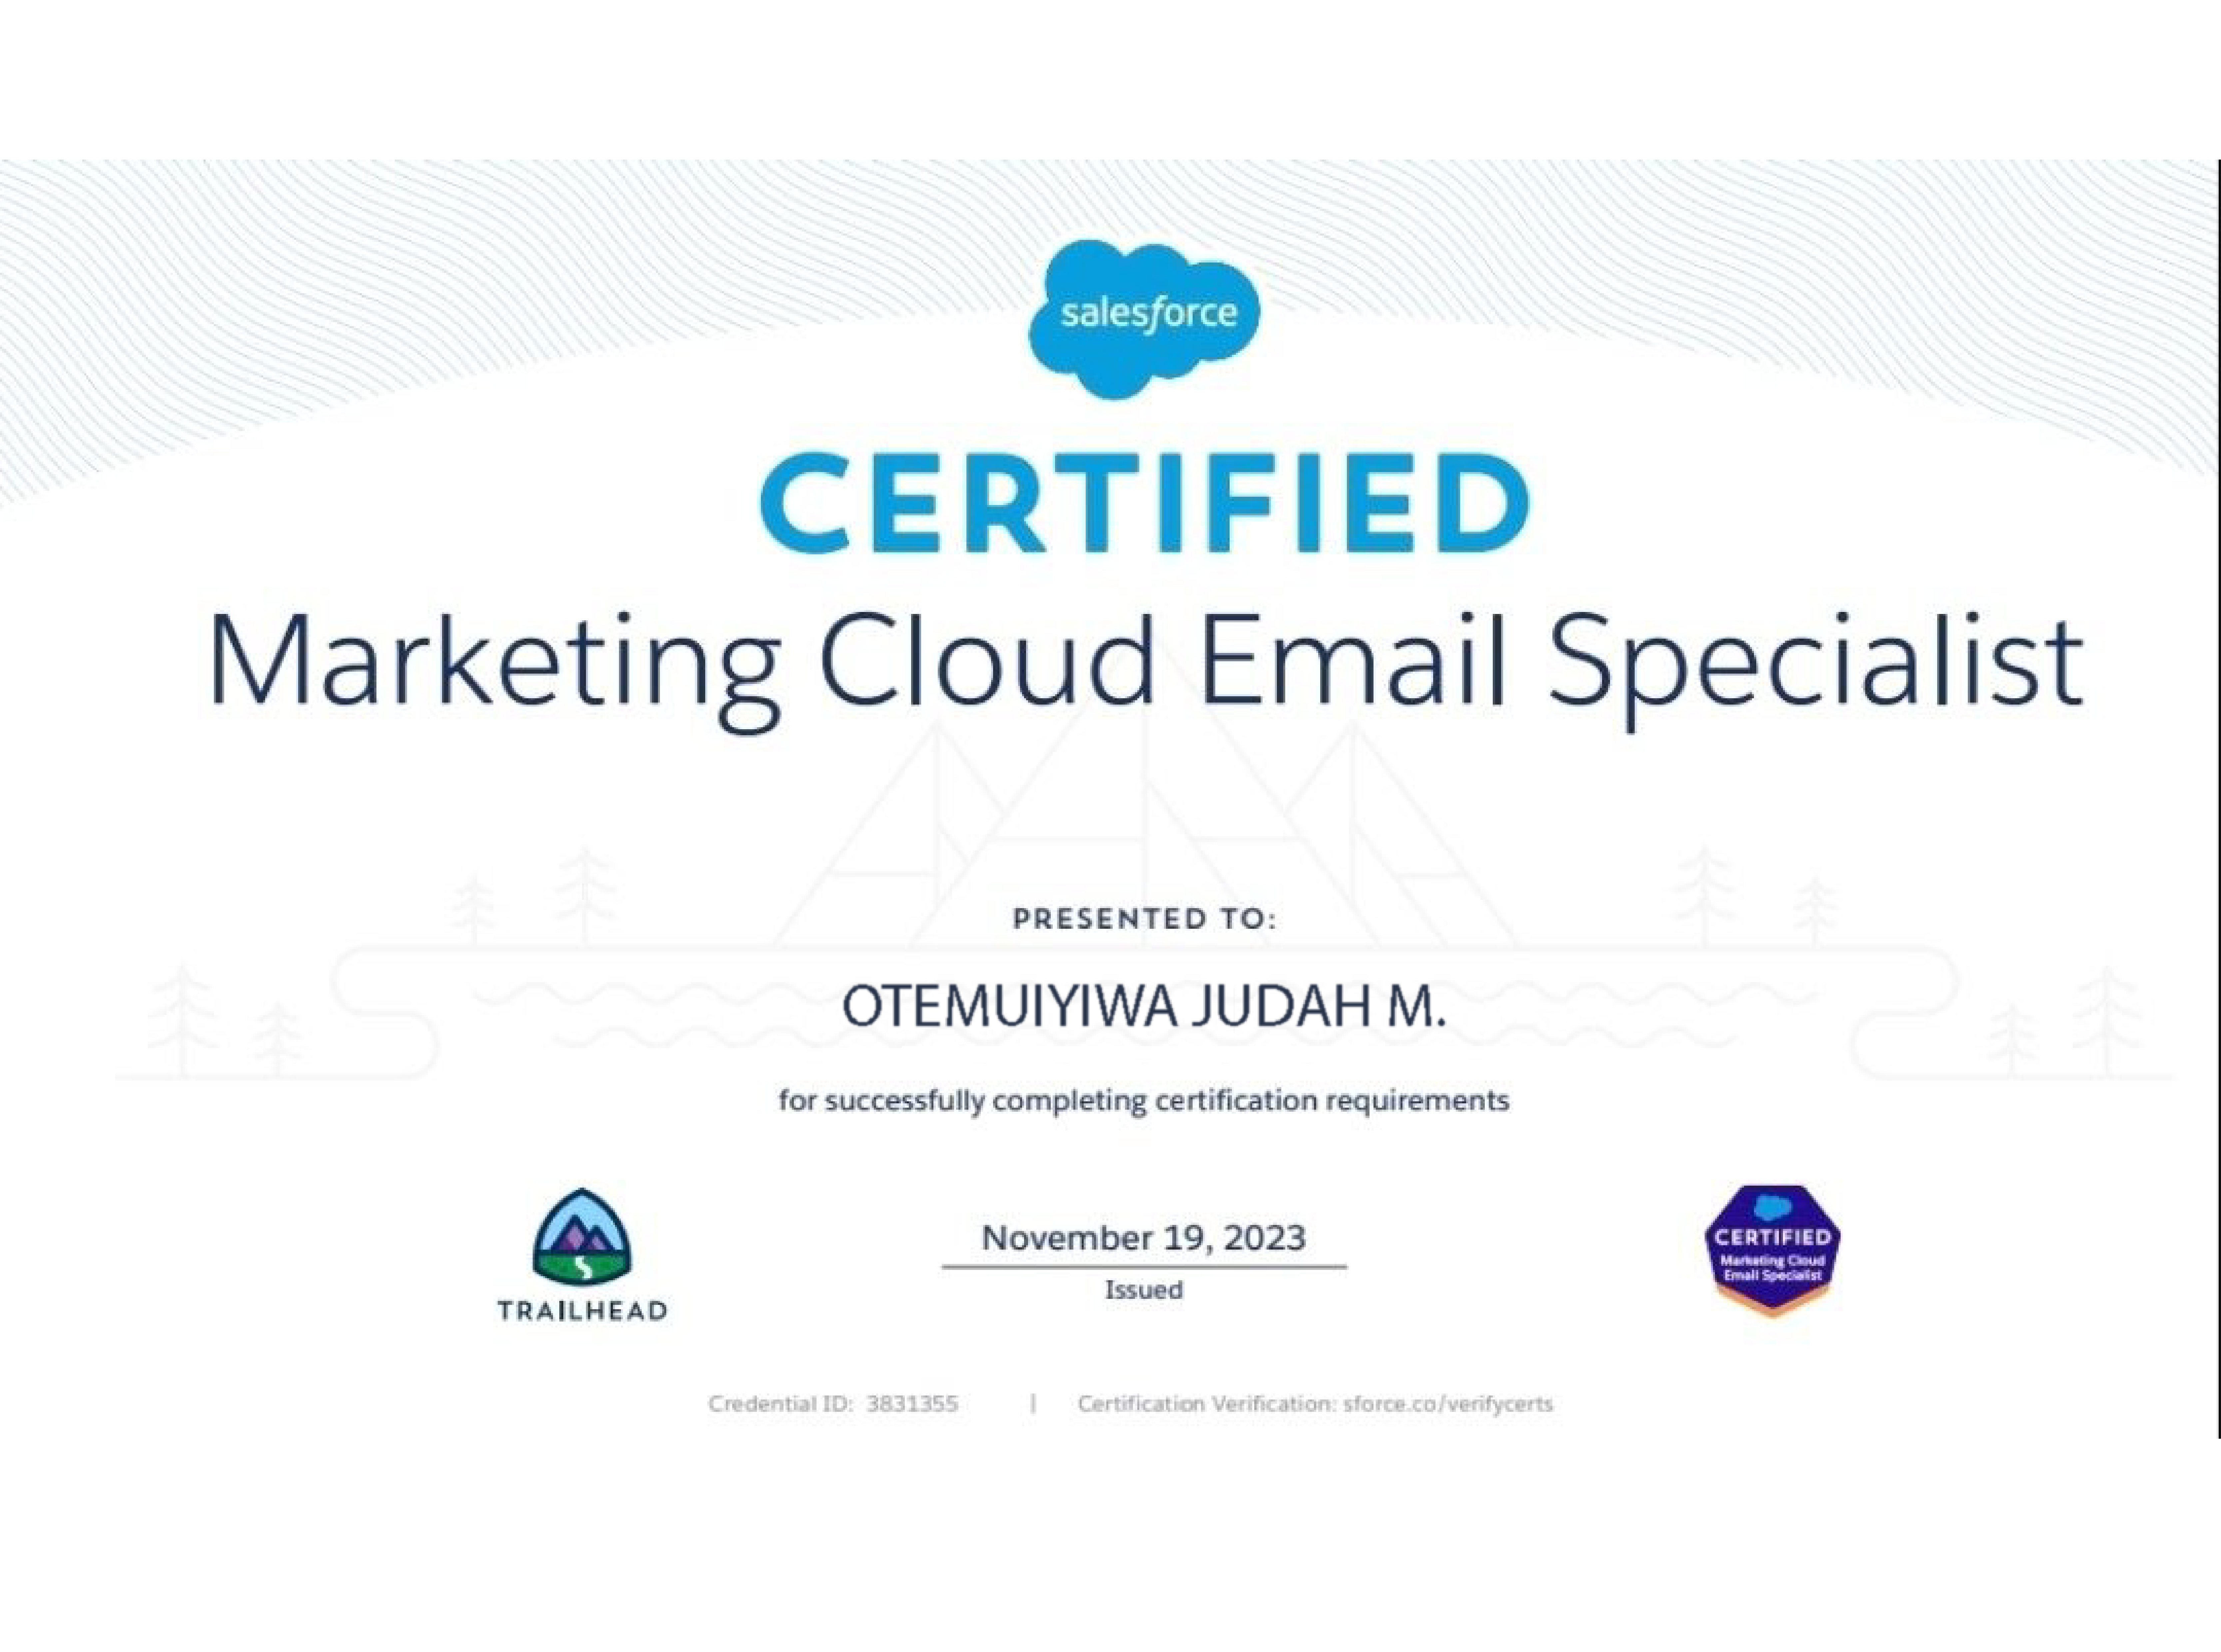 salesforce
CERTIFIED
Marketing Cloud Email Specialist
PRESENTED TO:
OTEMUIYIWA JUDAH M.
for successfully completing certification requirements
TRAILHEAD
November 19, 2023
Issued
CERTIFIED
Marketing Cloud
Email Specialist
Credential ID: 3831355 | Certification Verification: sforce.co/verifycerts